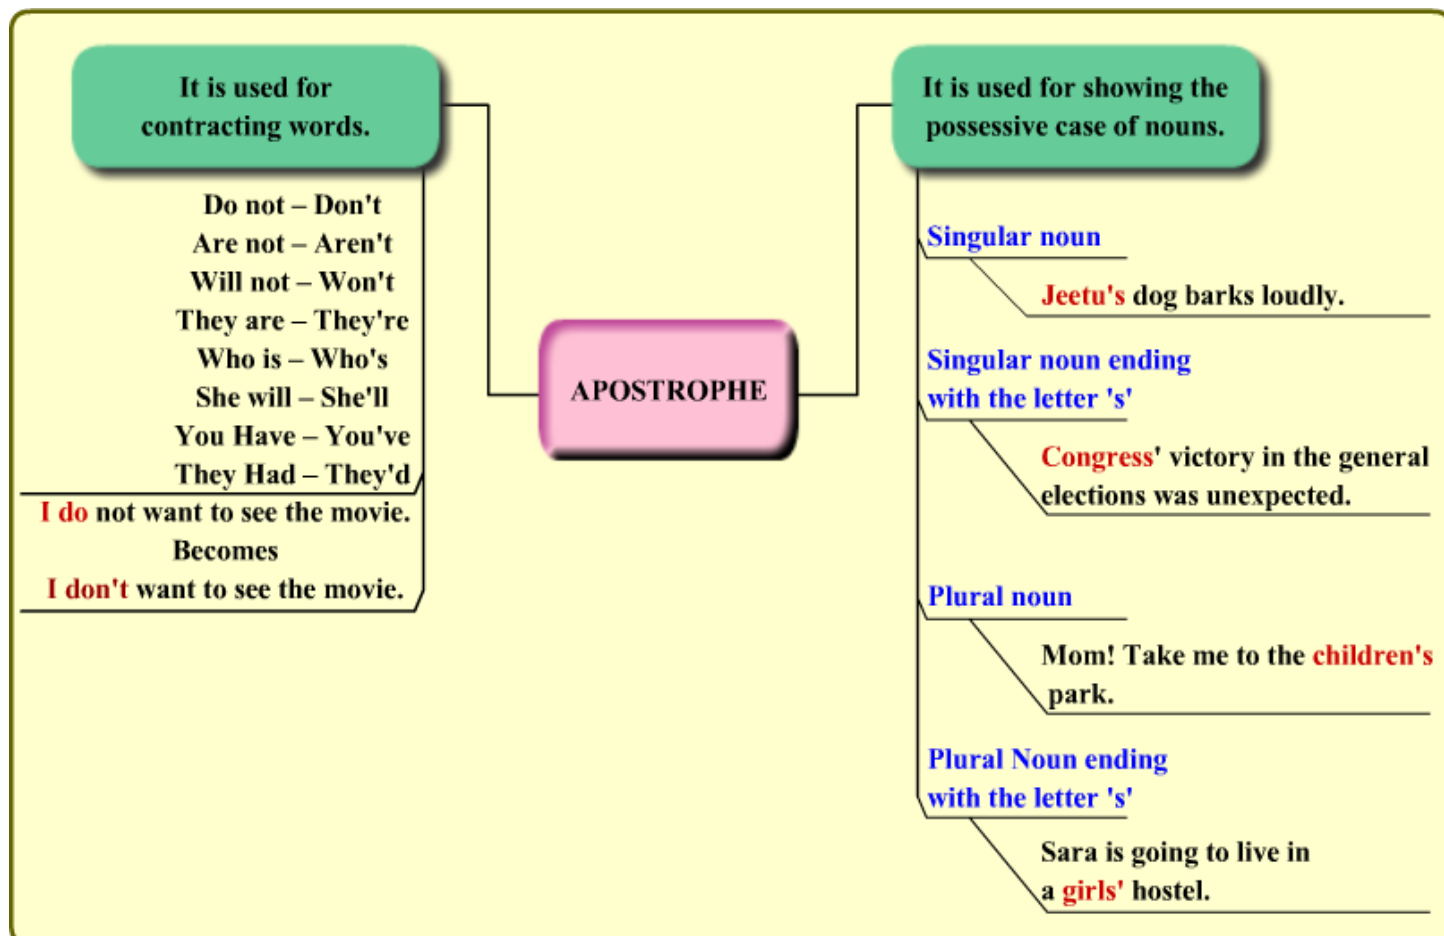 It is used for
contracting words.
Do not – Don't
Are not – Aren't
Will not – Won't
They are – They're
Who is – Who's
She will – She'll
You Have – You've
They Had – They'd
I do not want to see the movie.
Becomes
I don't want to see the movie.
APOSTROPHE
It is used for showing the
possessive case of nouns.
Singular noun
Jeetu's dog barks loudly.
Singular noun ending
with the letter 's'
Congress' victory in the general
elections was unexpected.
Plural noun
Mom! Take me to the children's
park.
Plural Noun ending
with the letter 's'
Sara is going to live in
a girls' hostel.